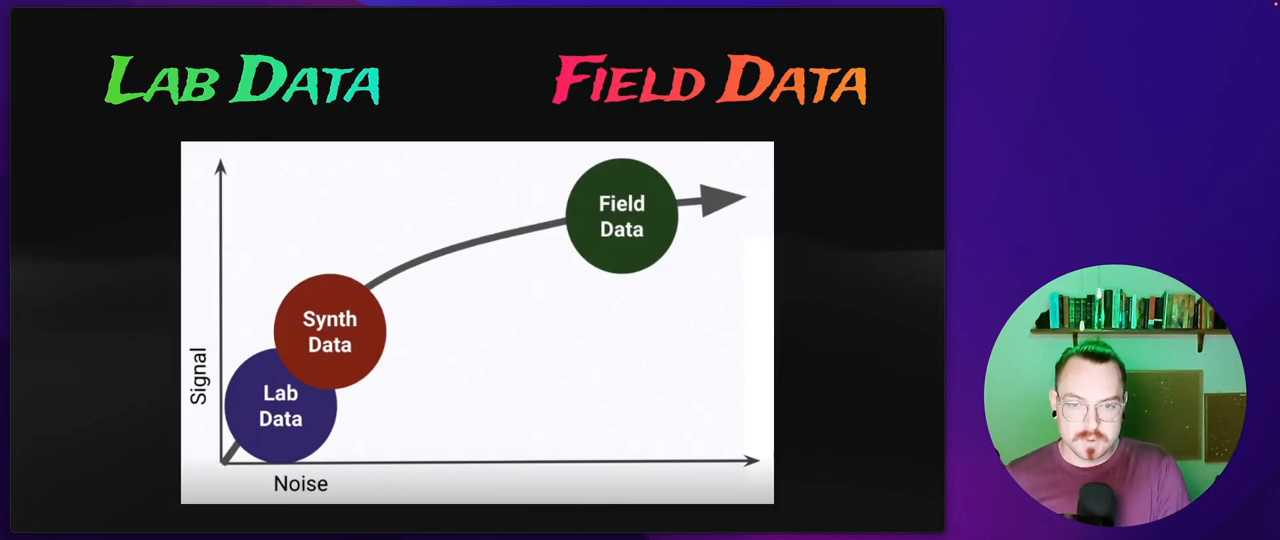 LAB DATA
FIELD DATA
Field
Data
Synth
Data
Lab
Data
Signal
Noise